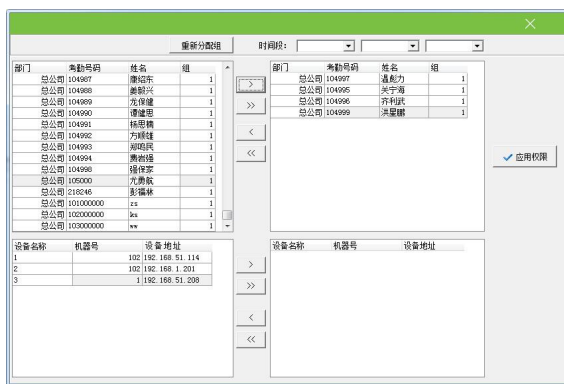 重新分配组 时间段：
部门 考勤号码 姓名 组
总公司 104987 康绍东 1
总公司 104988 姜毅兴 1
总公司 104989 龙保健 1
总公司 104990 谭健思 1
总公司 104991 杨思楠 1
总公司 104992 方顺雄 1
总公司 104993 郑鸣民 1
总公司 104994 费岩强 1
总公司 104998 强保家 1
总公司 105000 尤勇航 1
总公司 218246 彭福林 1
总公司 101000000 zs 1
总公司 102000000 ks 1
总公司 103000000 ww 1
>
>>
<
<<
部门 考勤号码 姓名 组
总公司 104997 温彪力 1
总公司 104995 关宁海 1
总公司 104996 齐利武 1
总公司 104999 洪星鹏 1
应用权限
设备名称 机器号 设备地址
1 102 192.168.51.114
2 102 192.168.1.201
3 1 192.168.51.208
>
>>
<
<<
设备名称 机器号 设备地址